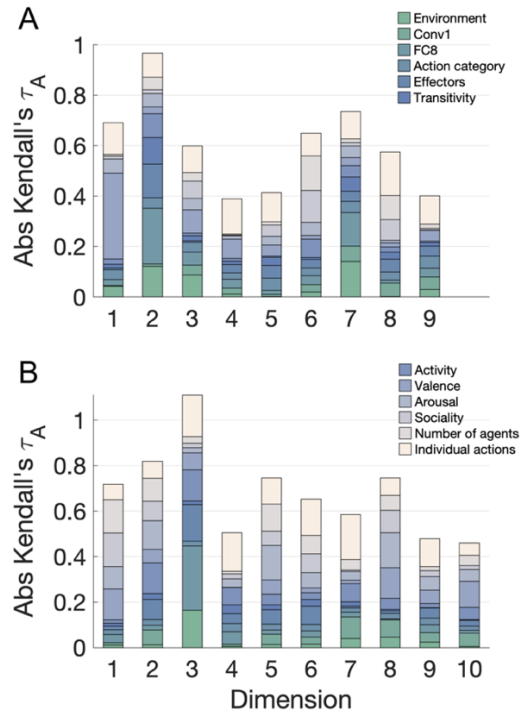 A
Environment
Conv1
FC8
Action category
Effectors
Transitivity
Abs Kendall's τA
1
0.8
0.6
0.4
0.2
0
1 2 3 4 5 6 7 8 9
B
Activity
Valence
Arousal
Sociality
Number of agents
Individual actions
Abs Kendall's τA
1
0.8
0.6
0.4
0.2
0
1 2 3 4 5 6 7 8 9 10
Dimension